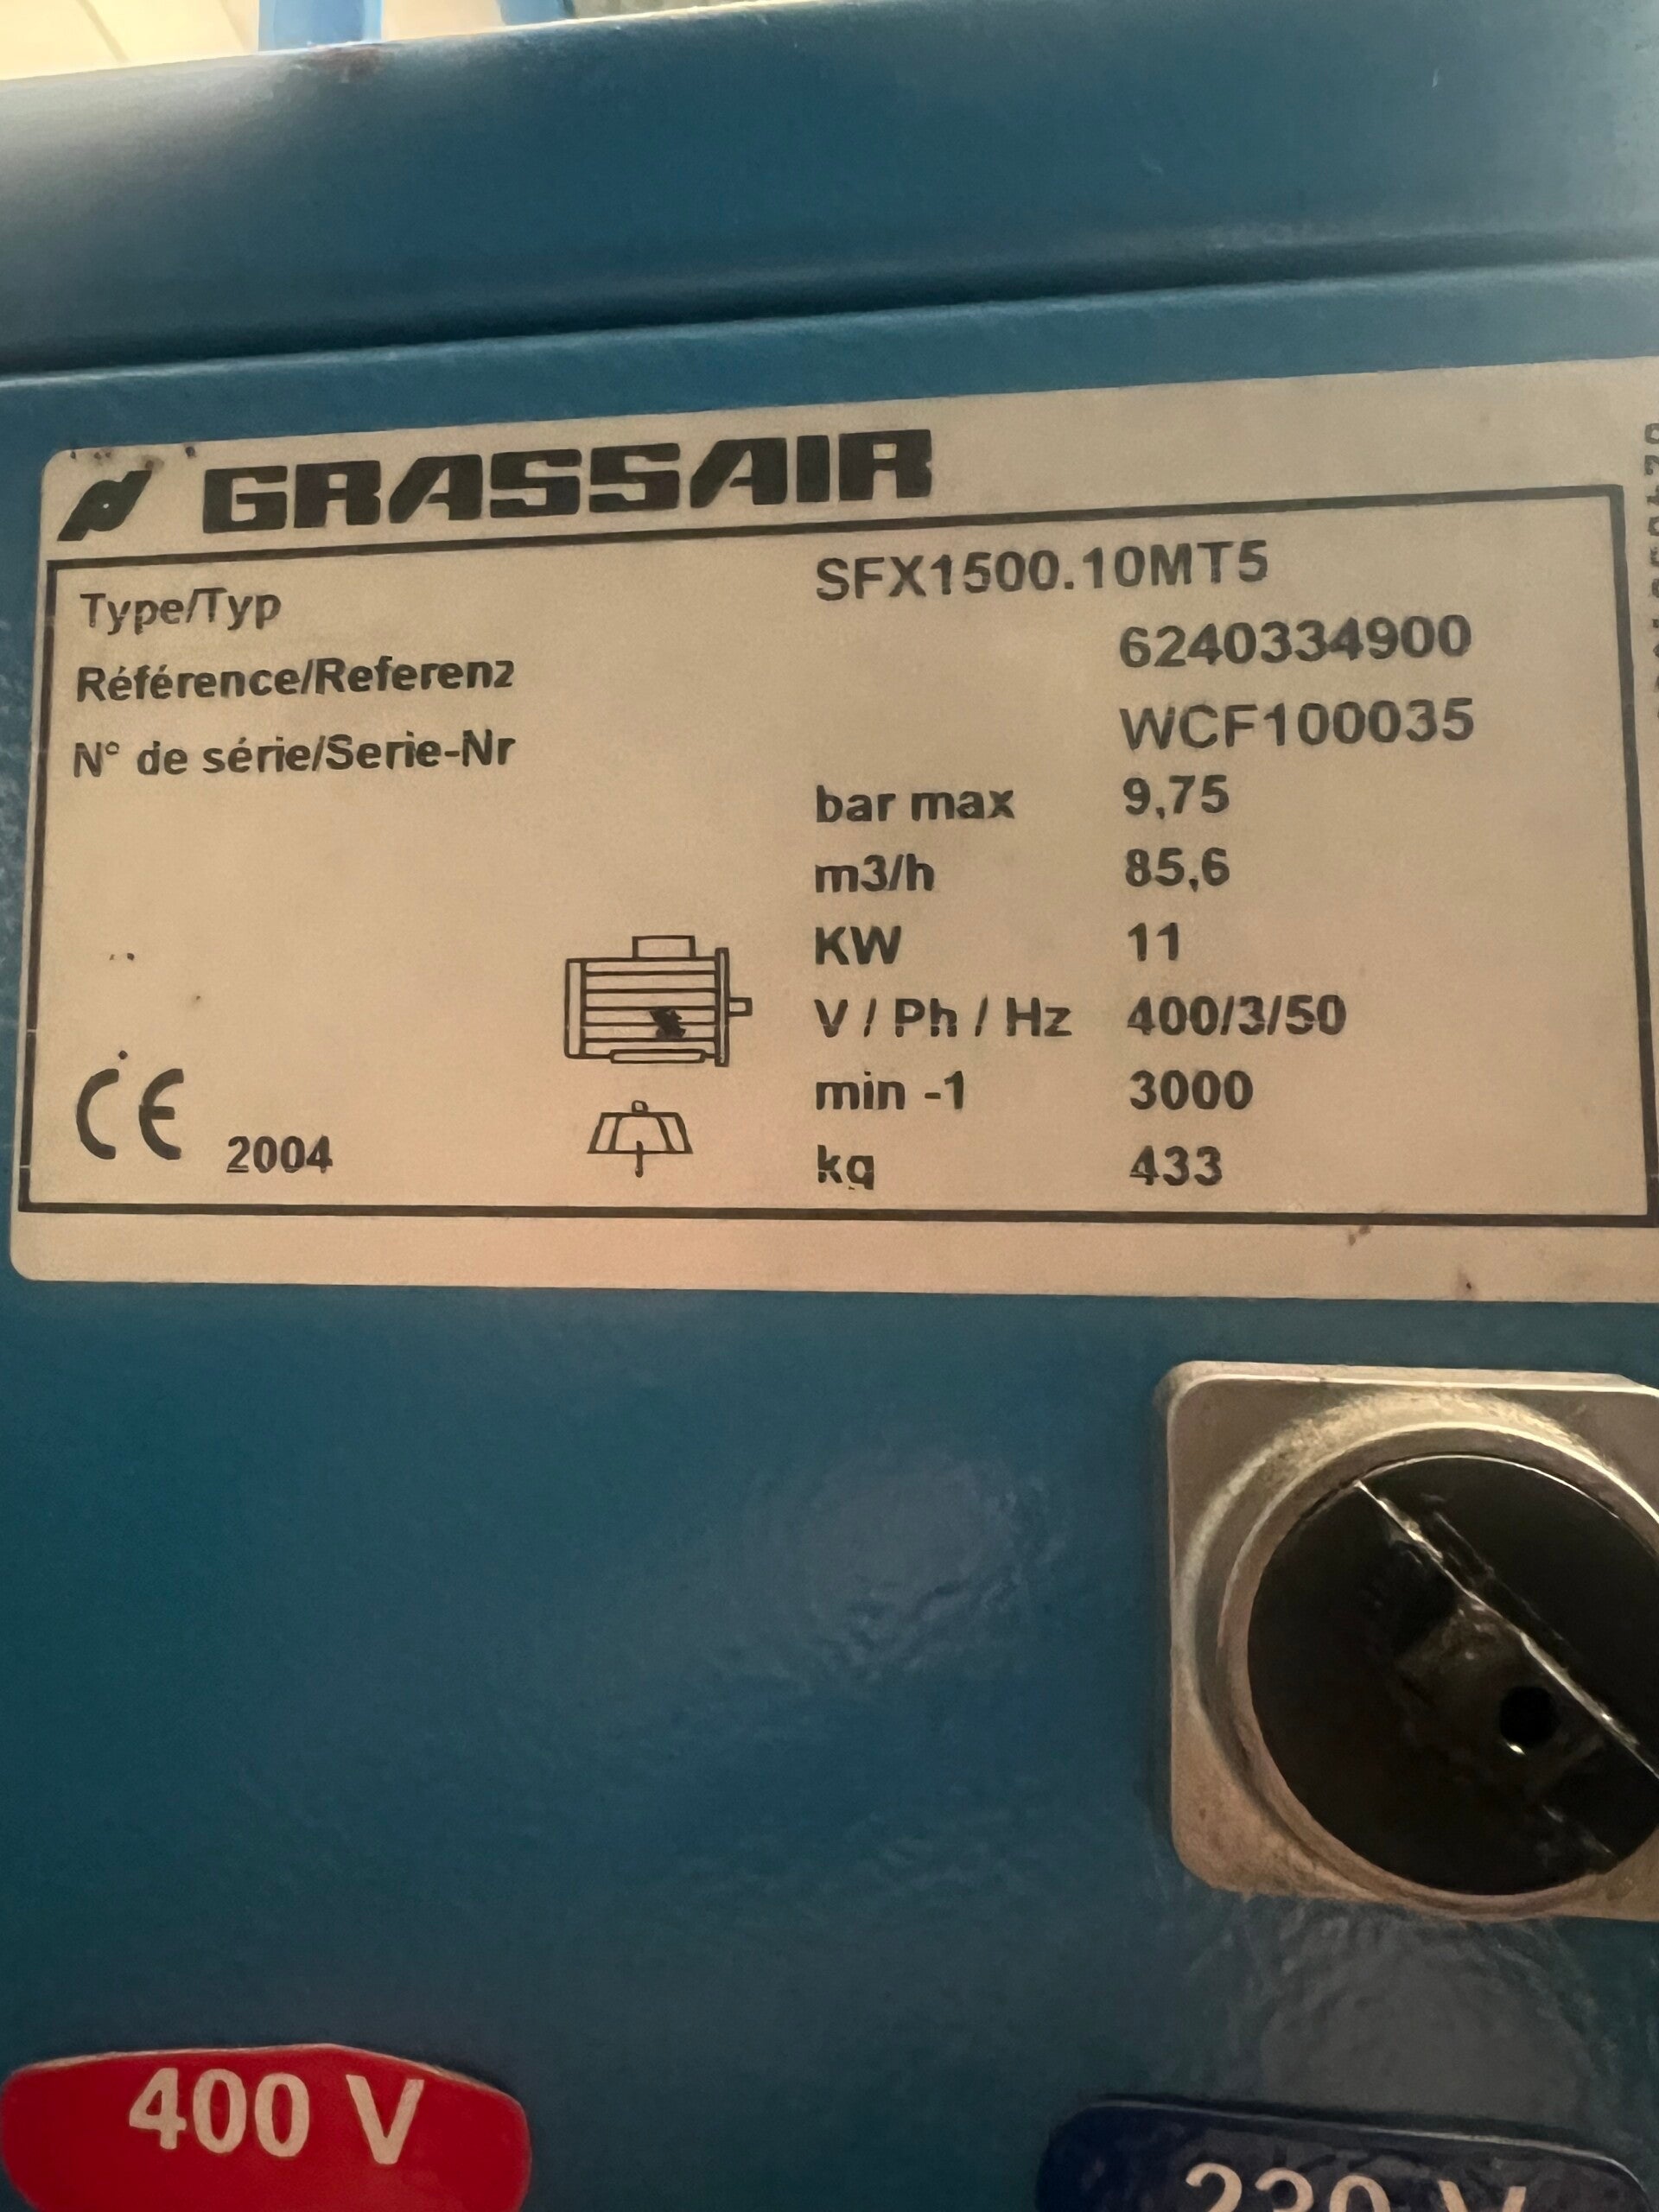 GRASSAIR
Type/Typ SFX1500.10MT5
Référence/Referenz 6240334900
N° de série/Serie-Nr WCF100035
bar max 9,75
m3/h 85,6
KW 11
V / Ph / Hz 400/3/50
min -1 3000
kg 433
CE 2004
400 V
230 V